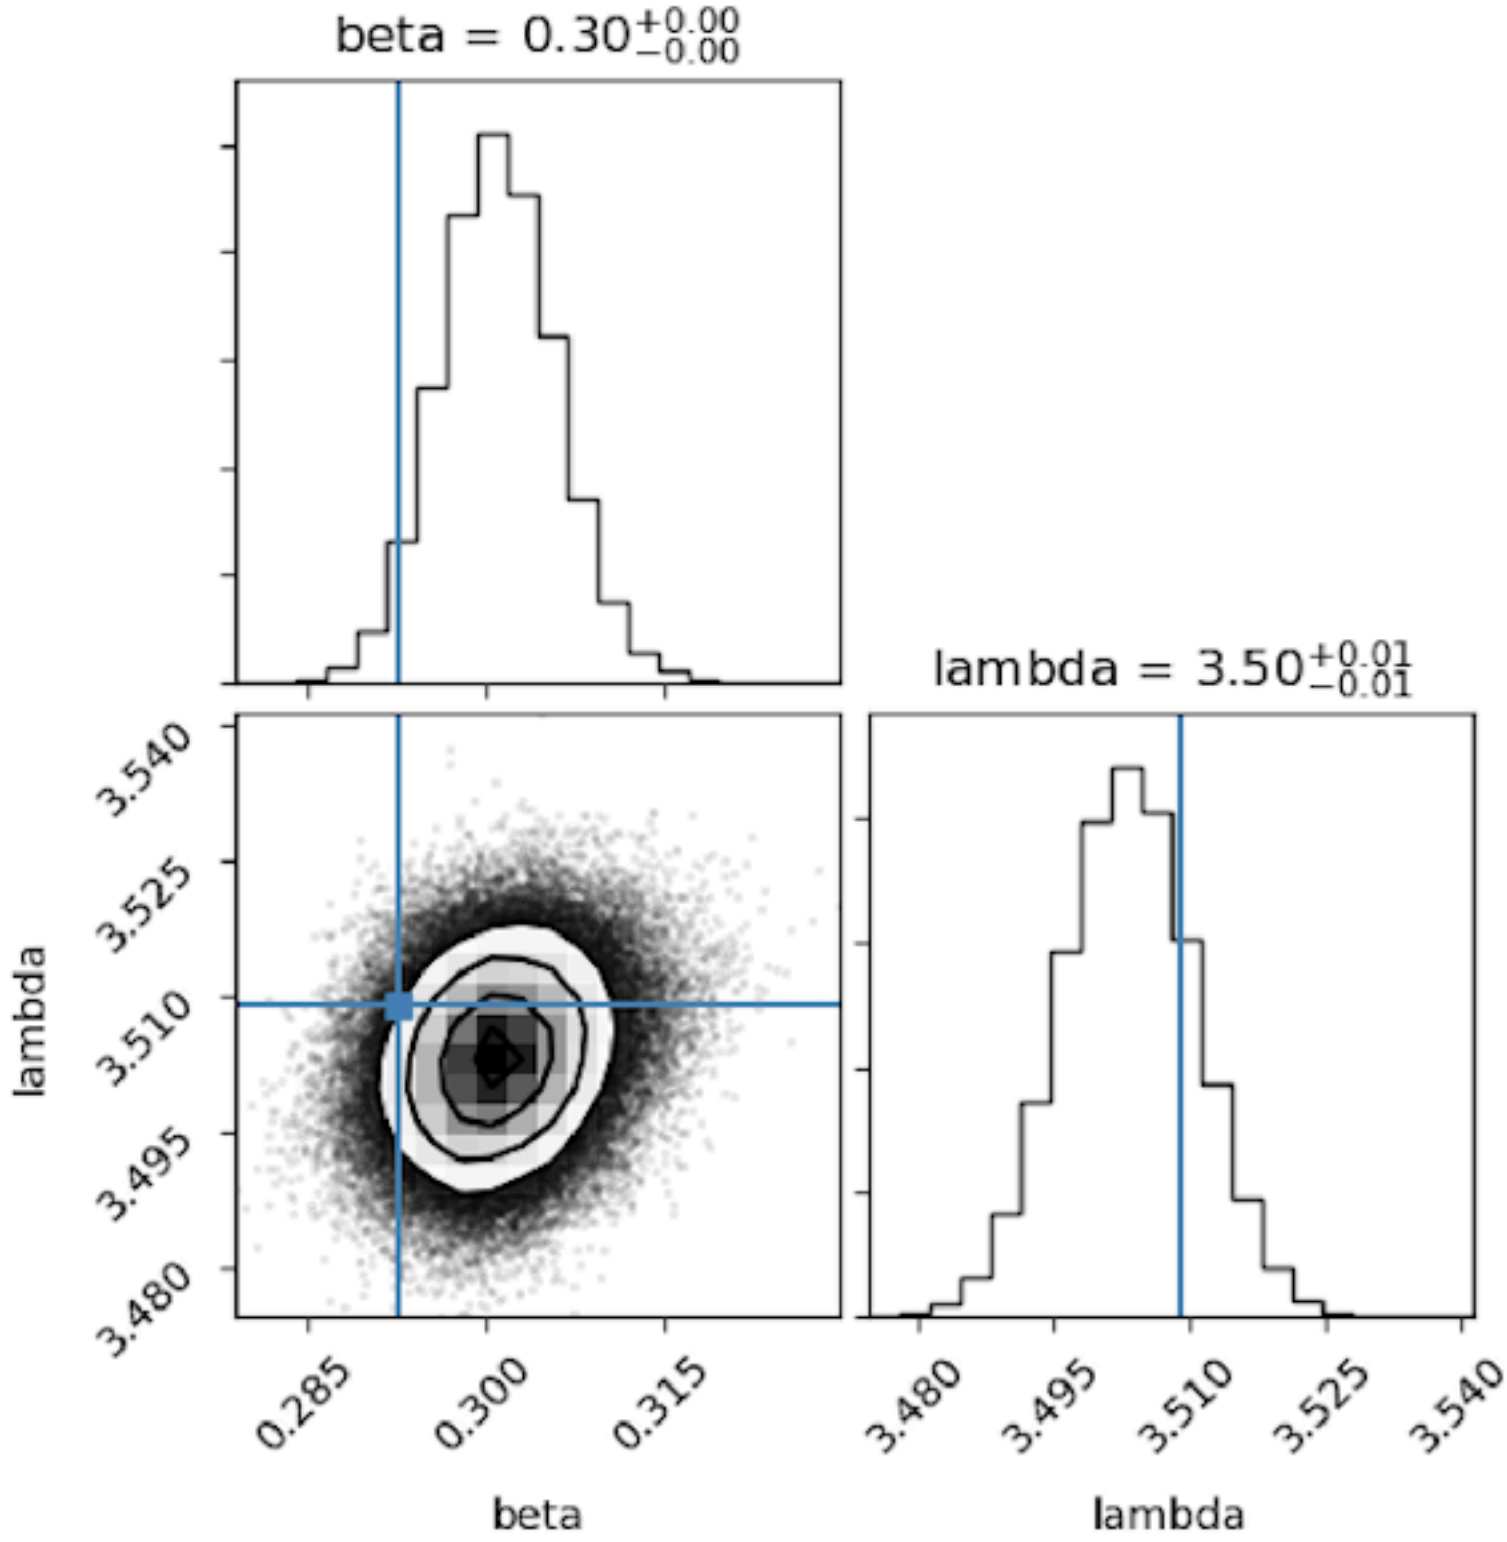 beta = 0.30+0.00 −0.00
lambda = 3.50+0.01 −0.01
3.540
3.525
3.510
3.495
3.480
lambda
0.285 0.300 0.315
3.480 3.495 3.510 3.525 3.540
beta
lambda